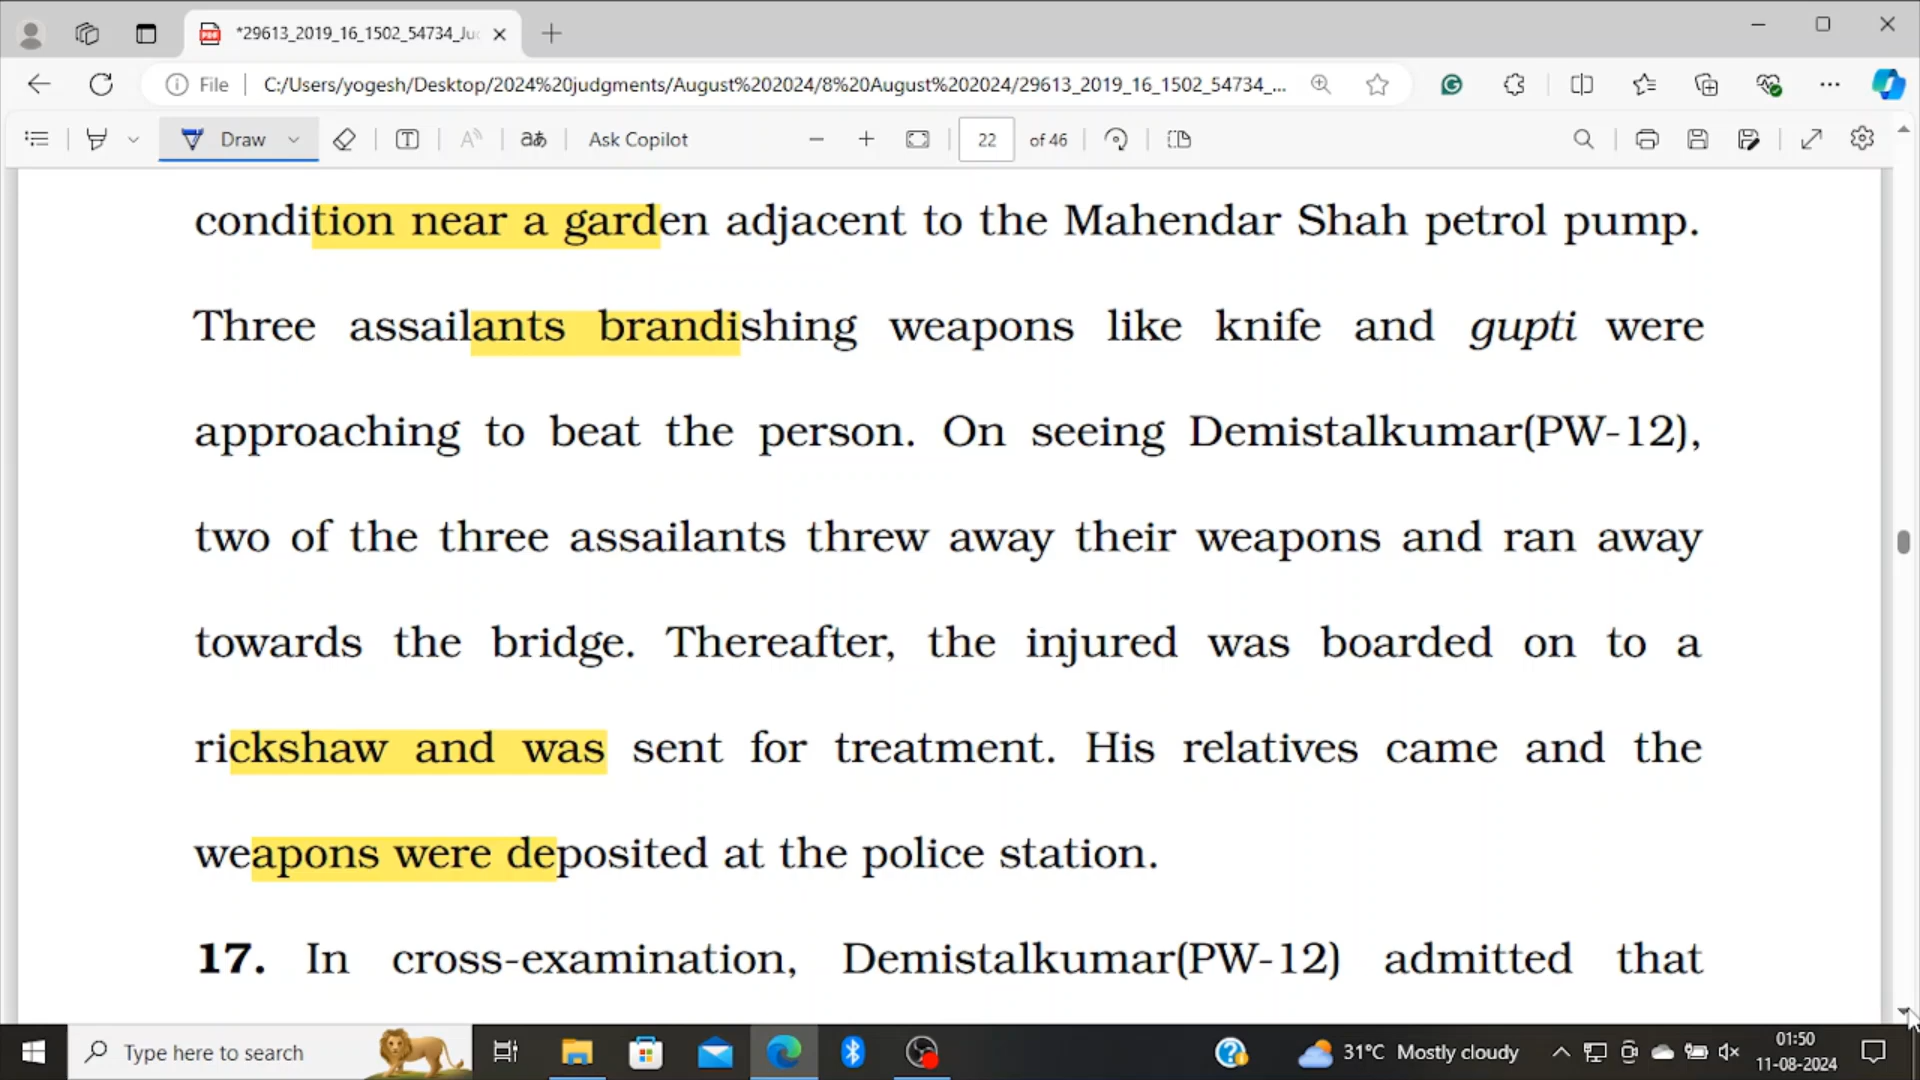 *29613_2019_16_1502_54734_Ju
File
C:/Users/yogesh/Desktop/2024%20judgments/August%202024/8%20August%202024/29613_2019_16_1502_54734_...
Draw
T
A
aあ
Ask Copilot
22
of 46
condition near a garden adjacent to the Mahendar Shah petrol pump.
Three assailants brandishing weapons like knife and gupti were
approaching to beat the person. On seeing Demistalkumar(PW-12),
two of the three assailants threw away their weapons and ran away
towards the bridge. Thereafter, the injured was boarded on to a
rickshaw and was sent for treatment. His relatives came and the
weapons were deposited at the police station.
17. In cross-examination, Demistalkumar(PW-12) admitted that
Type here to search
31°C Mostly cloudy
01:50
11-08-2024